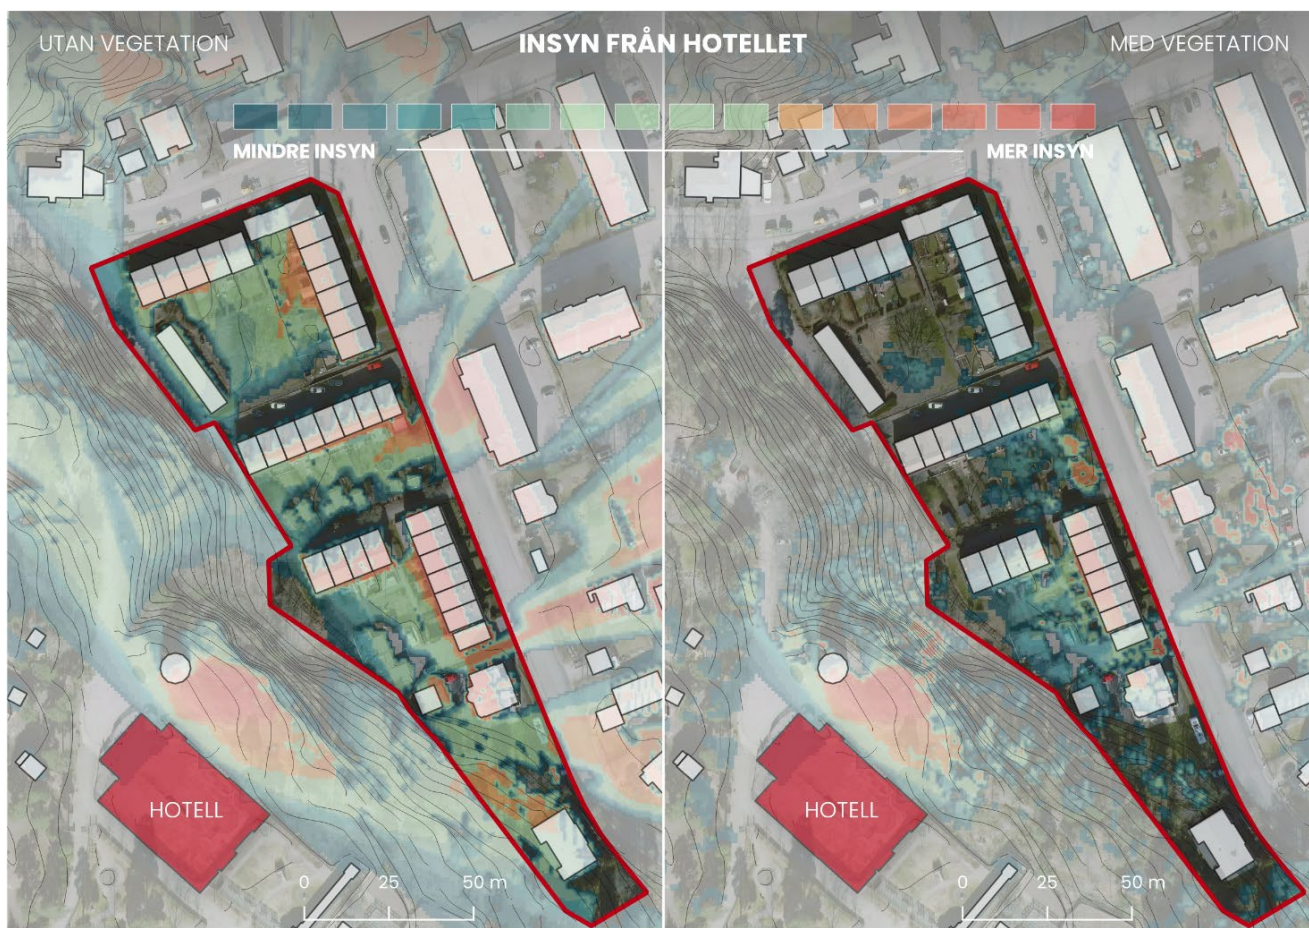 UTAN VEGETATION
INSYN FRÅN HOTELLET
MED VEGETATION
MINDRE INSYN
MER INSYN
HOTELL
0 25 50 m
HOTELL
0 25 50 m